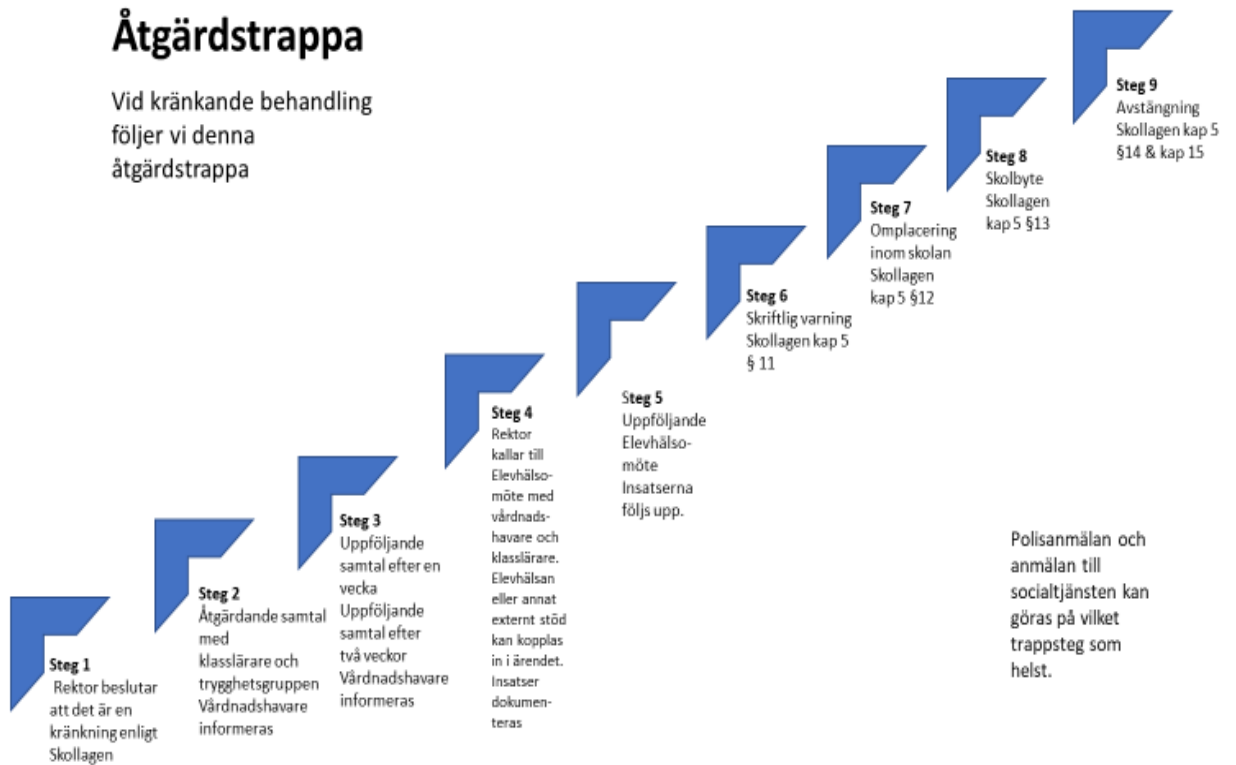 Åtgärdstrappa
Vid kränkande behandling
följer vi denna
åtgärdstrappa
Steg 1
Rektor beslutar
att det är en
kränkning enligt
Skollagen
Steg 2
Åtgärdande samtal
med
klasslärare och
trygghetsgruppen
Vårdnadshavare
informeras
Steg 3
Uppföljande
samtal efter en
vecka
Uppföljande
samtal efter
två veckor
Vårdnadshavare
informeras
Steg 4
Rektor
kallar till
Elevhälso-
möte med
vårdnads-
havare och
klasslärare.
Elevhälsan
eller annat
externt stöd
kan kopplas
in i ärendet.
Insatser
dokumen-
teras
Steg 5
Uppföljande
Elevhälso-
möte
Insatserna
följs upp.
Steg 6
Skriftlig varning
Skollagen kap 5
§ 11
Steg 7
Omplacering
inom skolan
Skollagen
kap 5 §12
Steg 8
Skolbyte
Skollagen
kap 5 §13
Steg 9
Avstängning
Skollagen kap 5
§14 & kap 15
Polisanmälan och
anmälan till
socialtjänsten kan
göras på vilket
trappsteg som
helst.